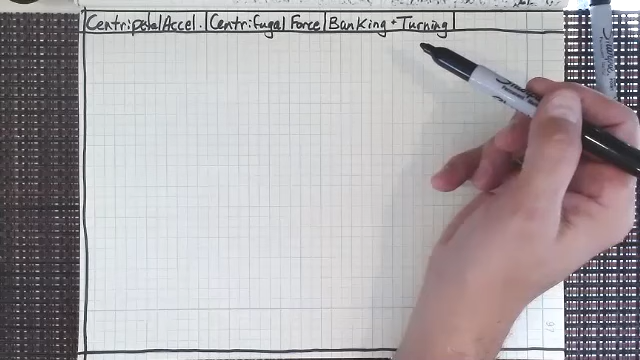 Centripetal Accel. | Centrifugal Force | Banking + Turning |